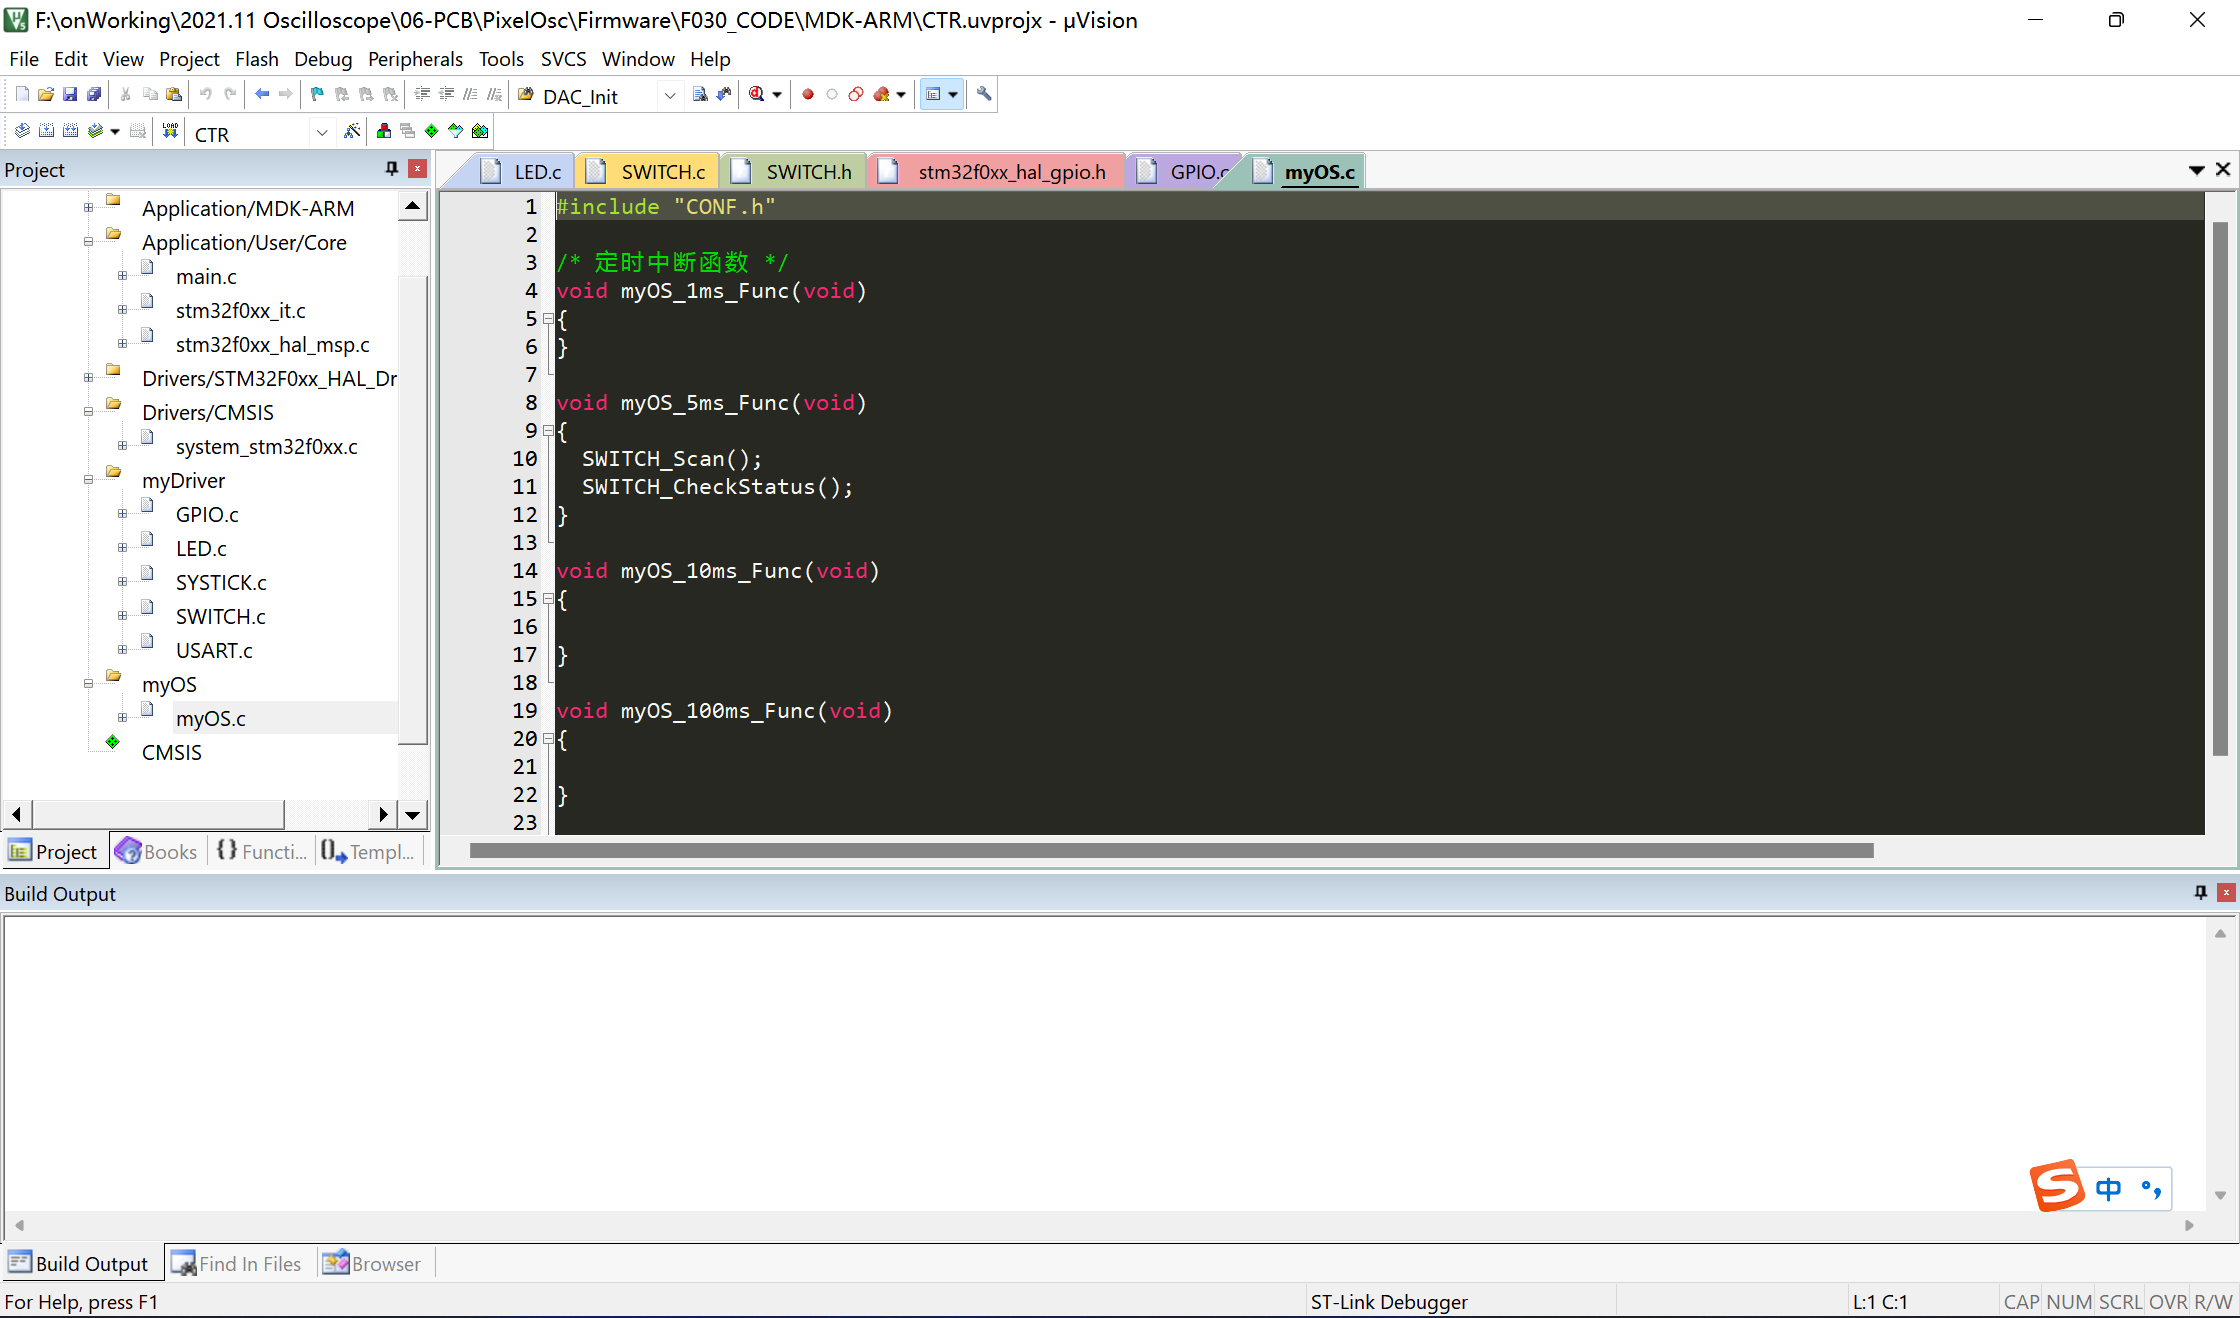 F:\onWorking\2021.11 Oscilloscope\06-PCB\PixelOsc\Firmware\F030_CODE\MDK-ARM\CTR.uvprojx - µVision
File Edit View Project Flash Debug Peripherals Tools SVCS Window Help
DAC_Init
LOAD CTR
Project
Application/MDK-ARM
Application/User/Core
main.c
stm32f0xx_it.c
stm32f0xx_hal_msp.c
Drivers/STM32F0xx_HAL_Dr
Drivers/CMSIS
system_stm32f0xx.c
myDriver
GPIO.c
LED.c
SYSTICK.c
SWITCH.c
USART.c
myOS
myOS.c
CMSIS
Project Books Functi... Templ...
LED.c SWITCH.c SWITCH.h stm32f0xx_hal_gpio.h GPIO.c myOS.c
1 #include "CONF.h"
2
3 /* 定时中断函数 */
4 void myOS_1ms_Func(void)
5 {
6 }
7
8 void myOS_5ms_Func(void)
9 {
10 SWITCH_Scan();
11 SWITCH_CheckStatus();
12 }
13
14 void myOS_10ms_Func(void)
15 {
16
17 }
18
19 void myOS_100ms_Func(void)
20 {
21
22 }
23
Build Output
中 °,
Build Output Find In Files Browser
For Help, press F1 ST-Link Debugger L:1 C:1 CAP NUM SCRL OVR R/W